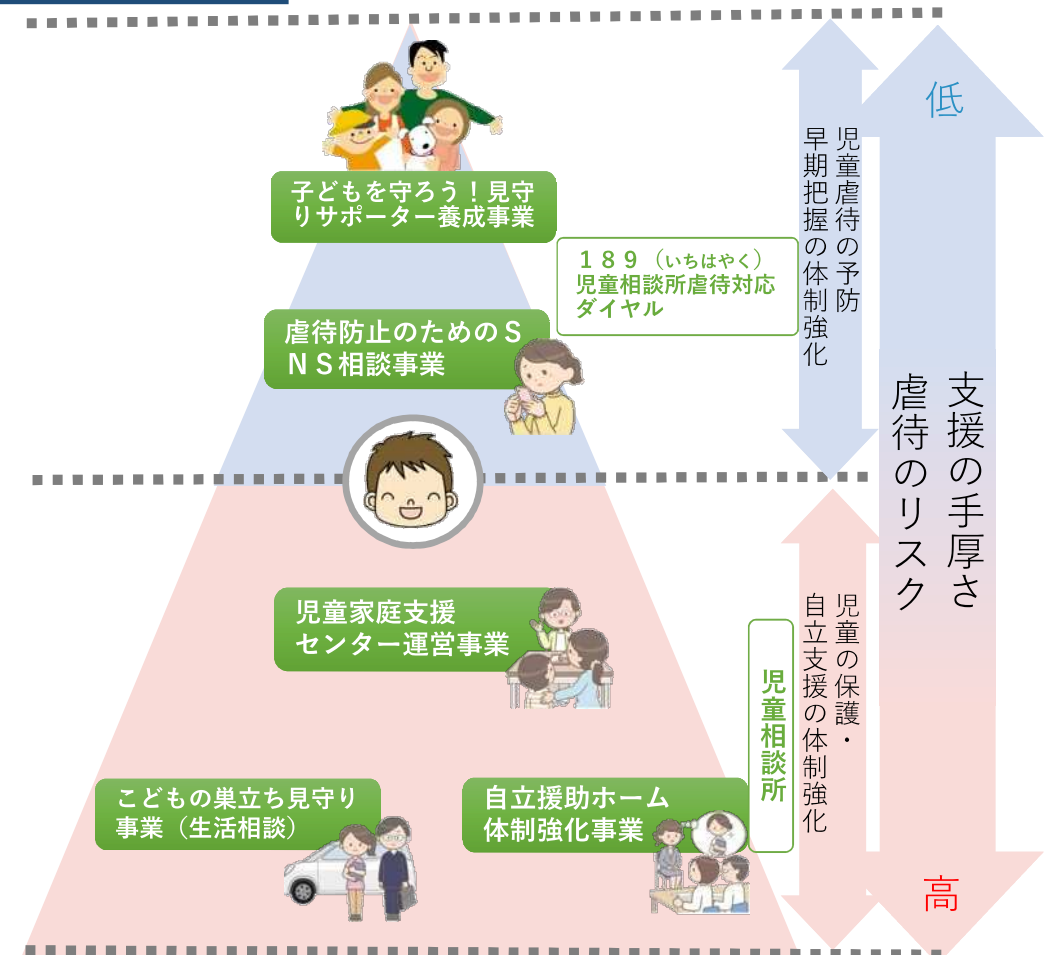 子どもを守ろう！見守
りサポーター養成事業
１８９（いちはやく）
児童相談所虐待対応
ダイヤル
虐待防止のためのＳ
ＮＳ相談事業
児童家庭支援
センター運営事業
こどもの巣立ち見守り
事業（生活相談）
自立援助ホーム
体制強化事業
児童相談所
児童虐待の予防
早期把握の体制強化
児童の保護・
自立支援の体制強化
低
支援の手厚さ
虐待のリスク
高